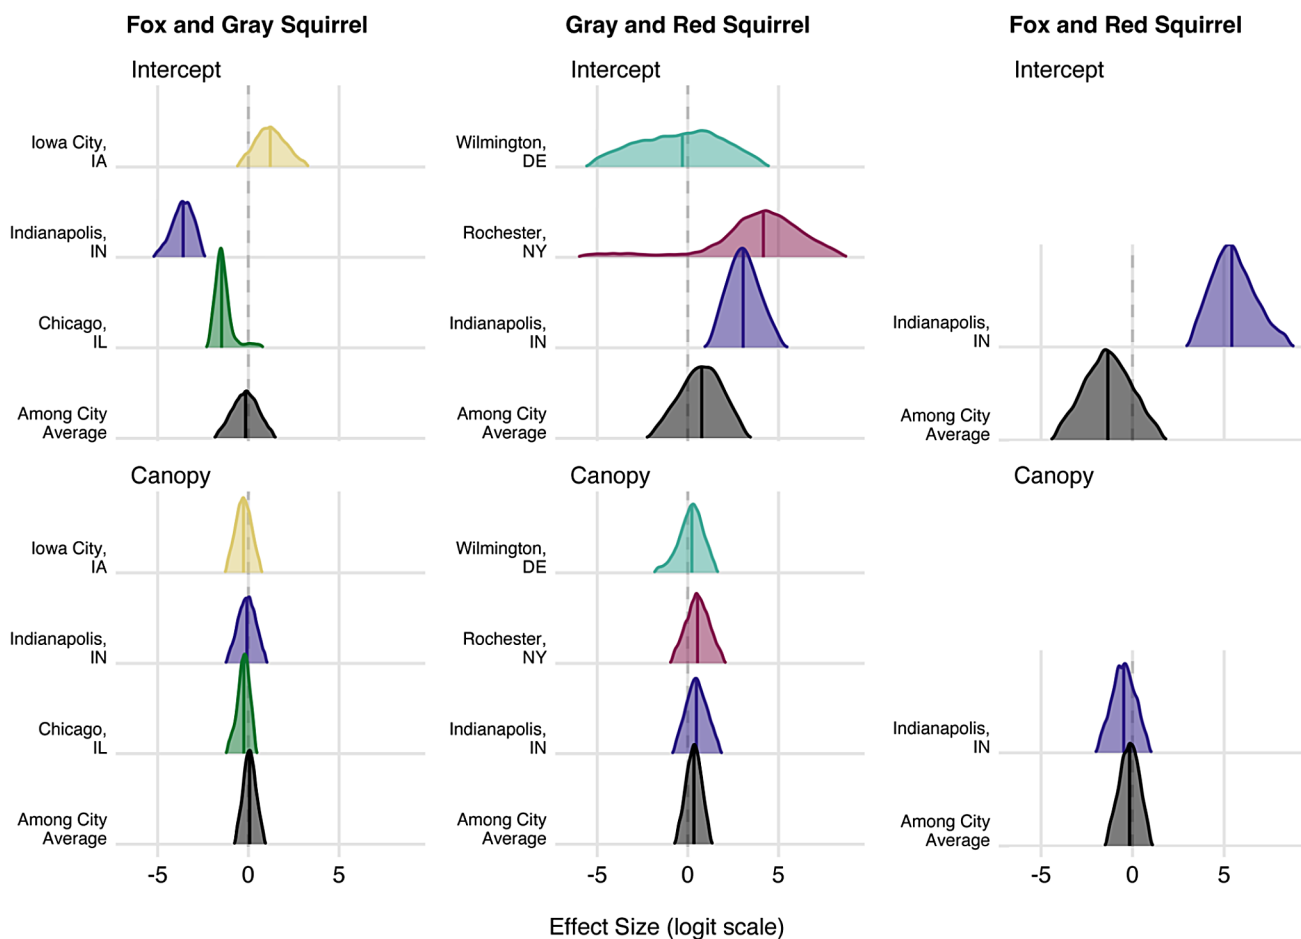 Fox and Gray Squirrel
Gray and Red Squirrel
Fox and Red Squirrel
Intercept
Intercept
Intercept
Iowa City,
IA
Indianapolis,
IN
Chicago,
IL
Among City
Average
Wilmington,
DE
Rochester,
NY
Indianapolis,
IN
Among City
Average
Indianapolis,
IN
Among City
Average
Canopy
Canopy
Canopy
Iowa City,
IA
Indianapolis,
IN
Chicago,
IL
Among City
Average
-5 0 5
Wilmington,
DE
Rochester,
NY
Indianapolis,
IN
Among City
Average
-5 0 5
Indianapolis,
IN
Among City
Average
-5 0 5
Effect Size (logit scale)